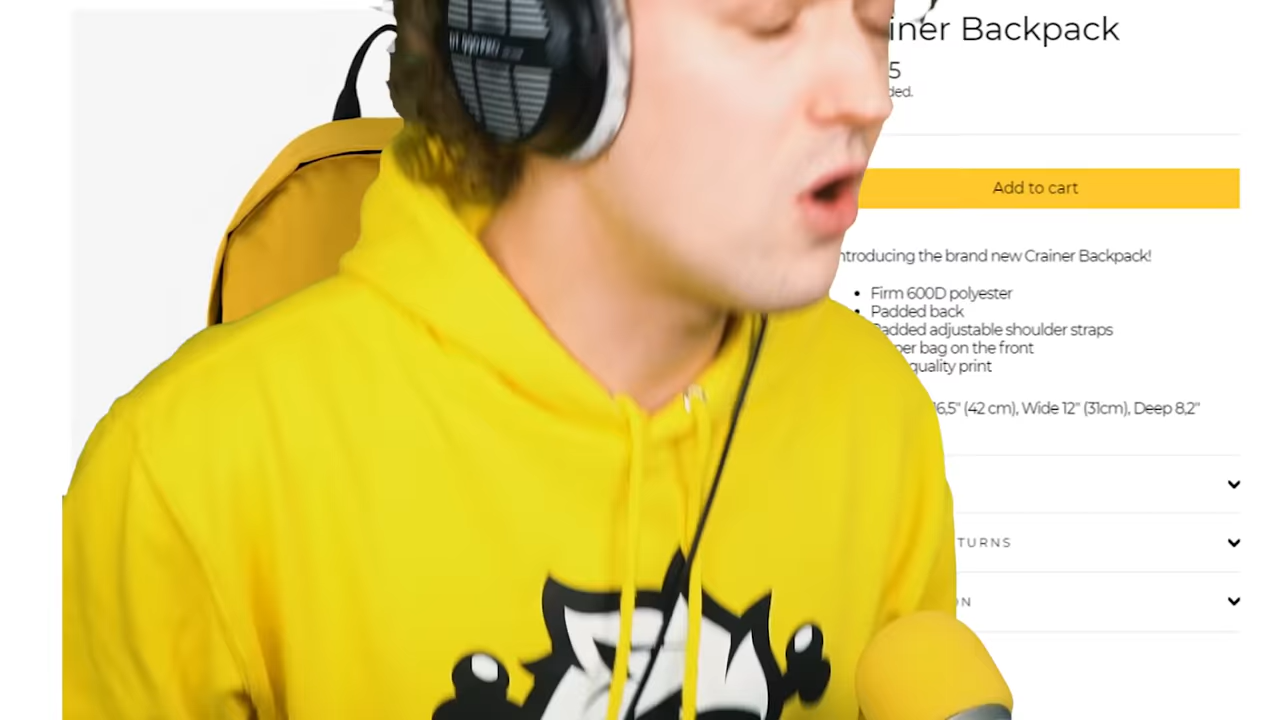 iner Backpack
5
ded.
Add to cart
ntroducing the brand new Crainer Backpack!
Firm 600D polyester
Padded back
Padded adjustable shoulder straps
per bag on the front
quality print
16,5" (42 cm), Wide 12" (31cm), Deep 8,2"
TURNS
ON